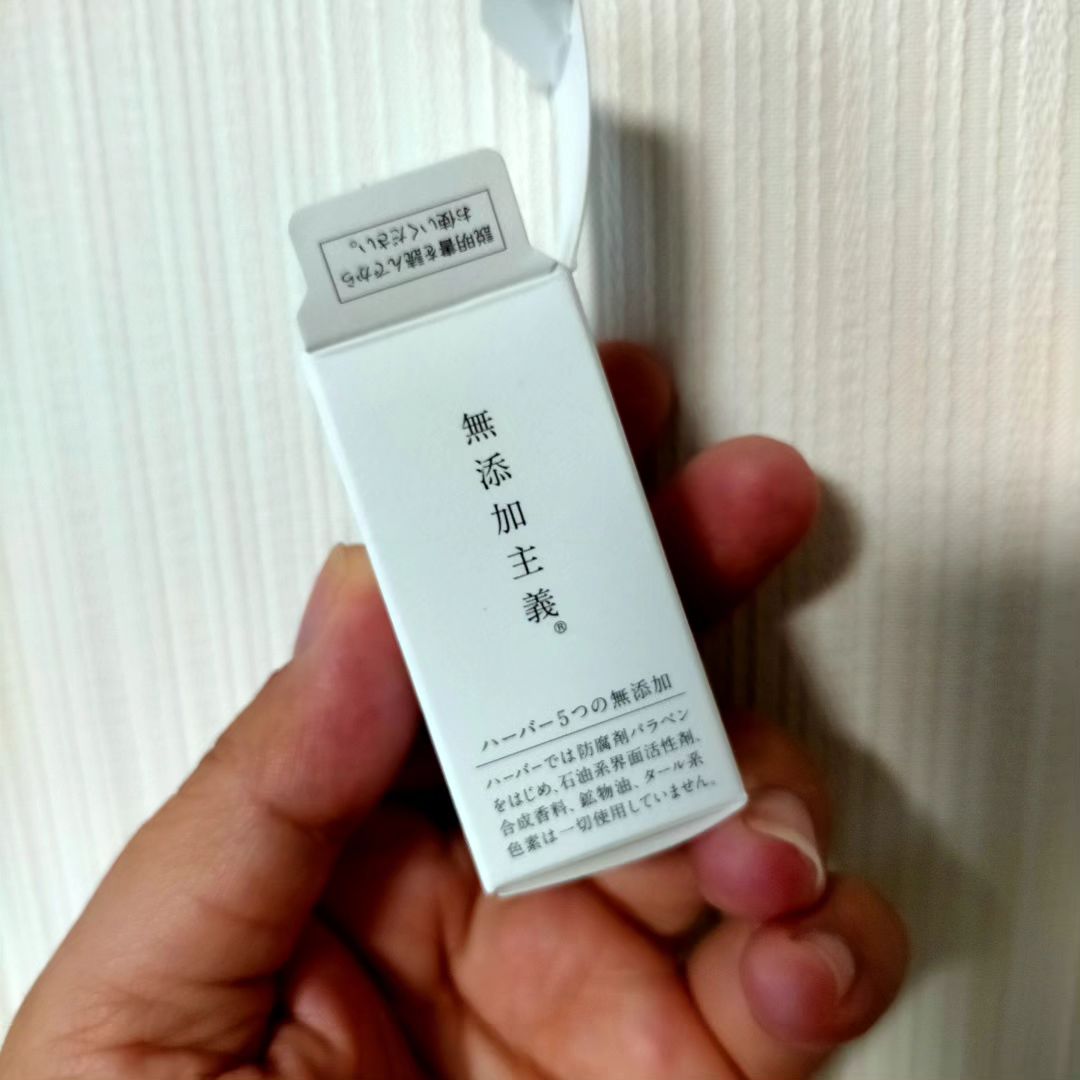 説明書を読んでから
お使いください。
無添加主義®
ハーバー5つの無添加
ハーバーでは防腐剤パラベン
をはじめ、石油系界面活性剤、
合成香料、鉱物油、タール系
色素は一切使用していません。